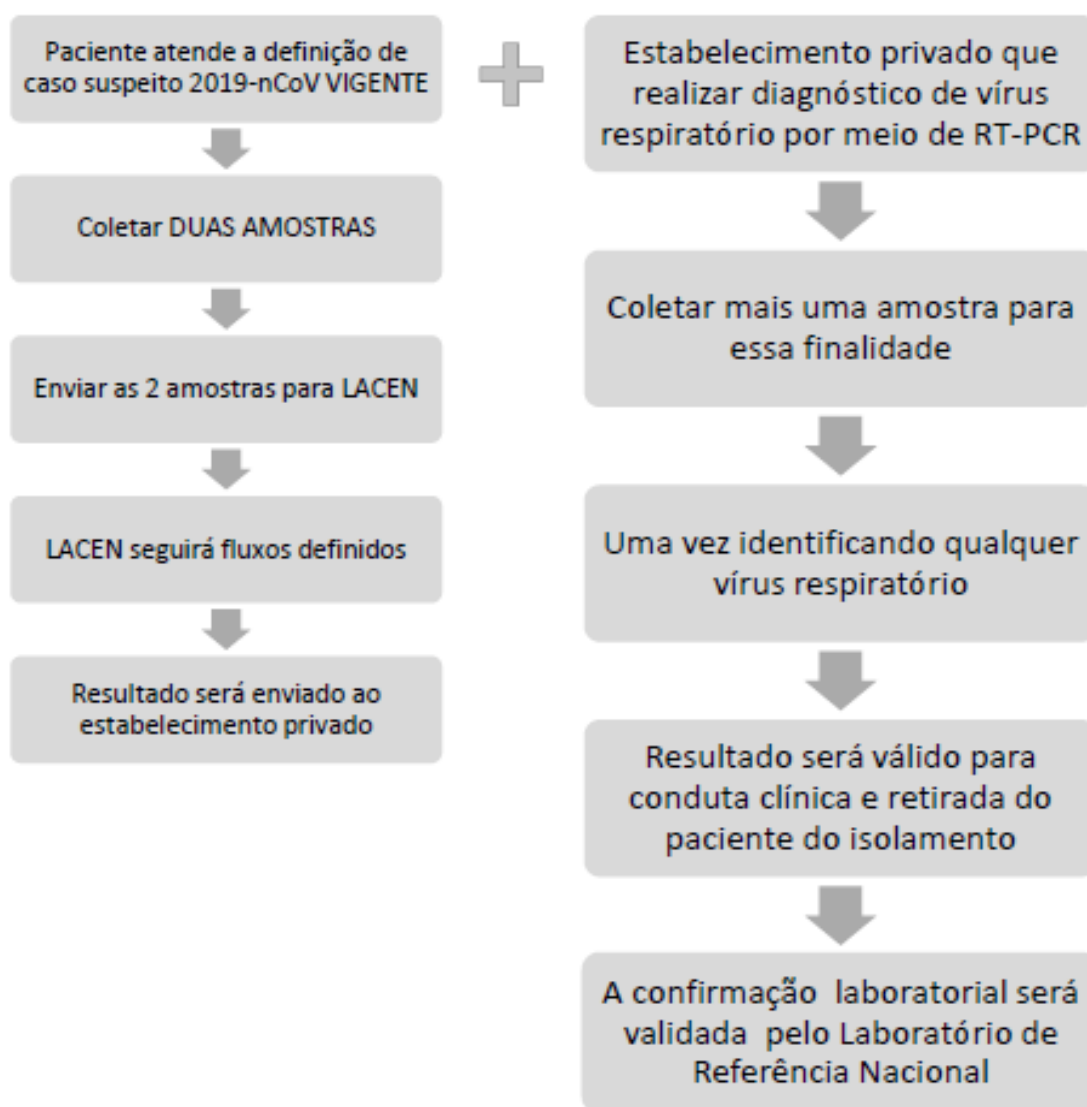 Paciente atende a definição de
caso suspeito 2019-nCoV VIGENTE
Coletar DUAS AMOSTRAS
Enviar as 2 amostras para LACEN
LACEN seguirá fluxos definidos
Resultado será enviado ao
estabelecimento privado
Estabelecimento privado que
realizar diagnóstico de vírus
respiratório por meio de RT-PCR
Coletar mais uma amostra para
essa finalidade
Uma vez identificando qualquer
vírus respiratório
Resultado será válido para
conduta clínica e retirada do
paciente do isolamento
A confirmação laboratorial será
validada pelo Laboratório de
Referência Nacional